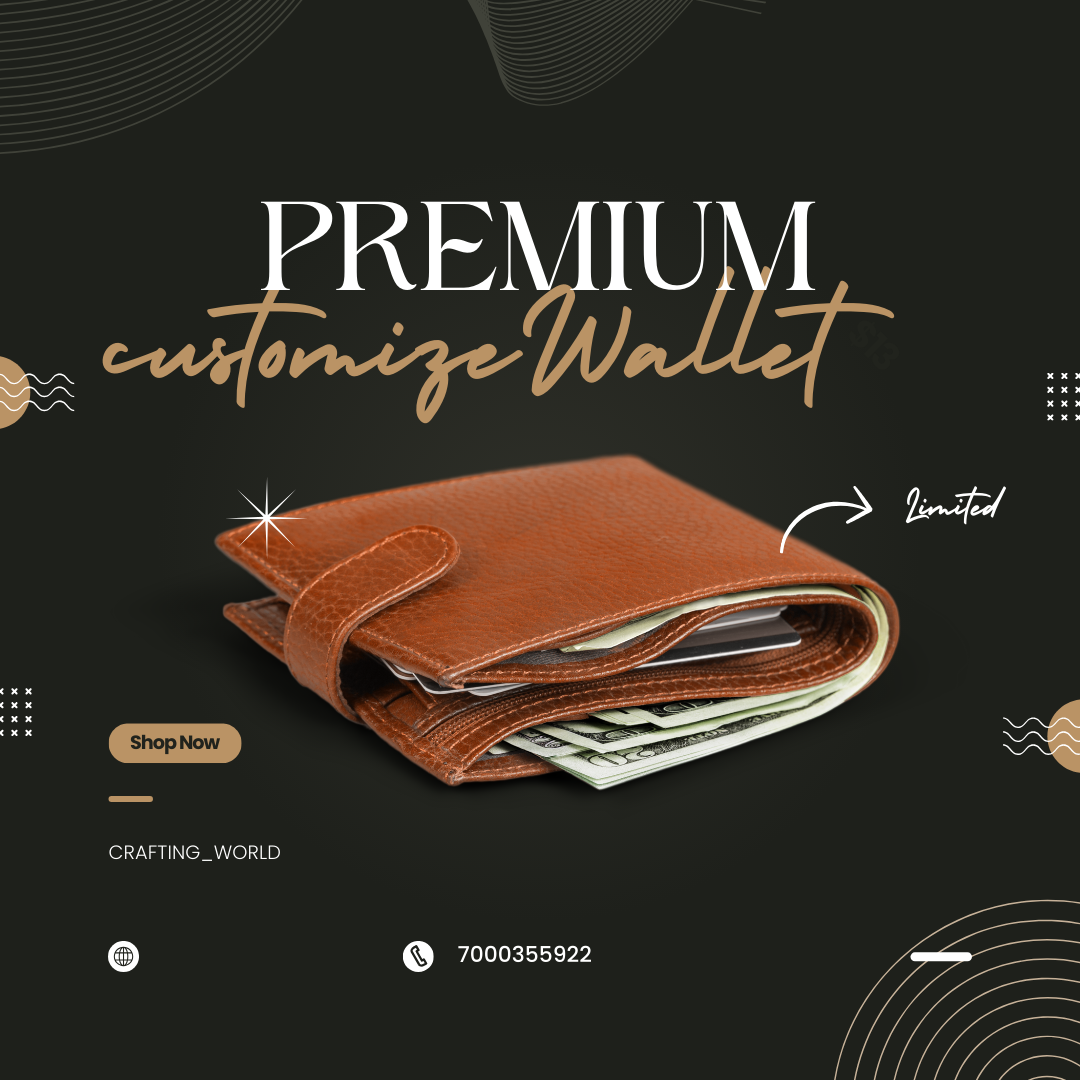 PREMIUM
customize Wallet
Limited
Shop Now
CRAFTING_WORLD
7000355922